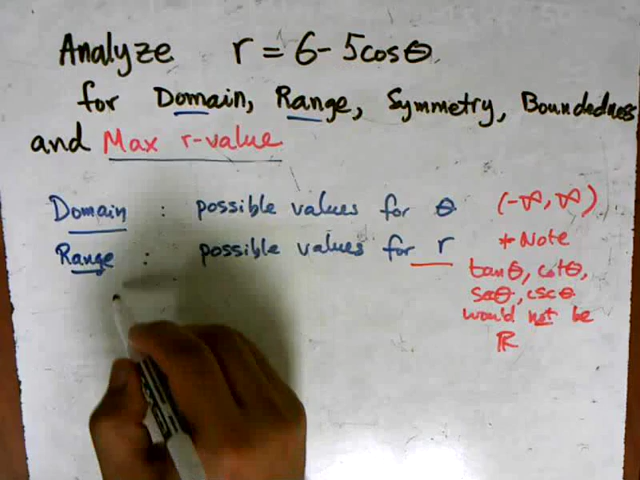 Analyze r = 6 - 5cosθ
for Domain, Range, Symmetry, Boundedness
and Max r-value
Domain : possible values for θ (-∞, ∞)
Range : possible values for r
* Note
tanθ, cotθ,
secθ, cscθ
would not be
ℝ